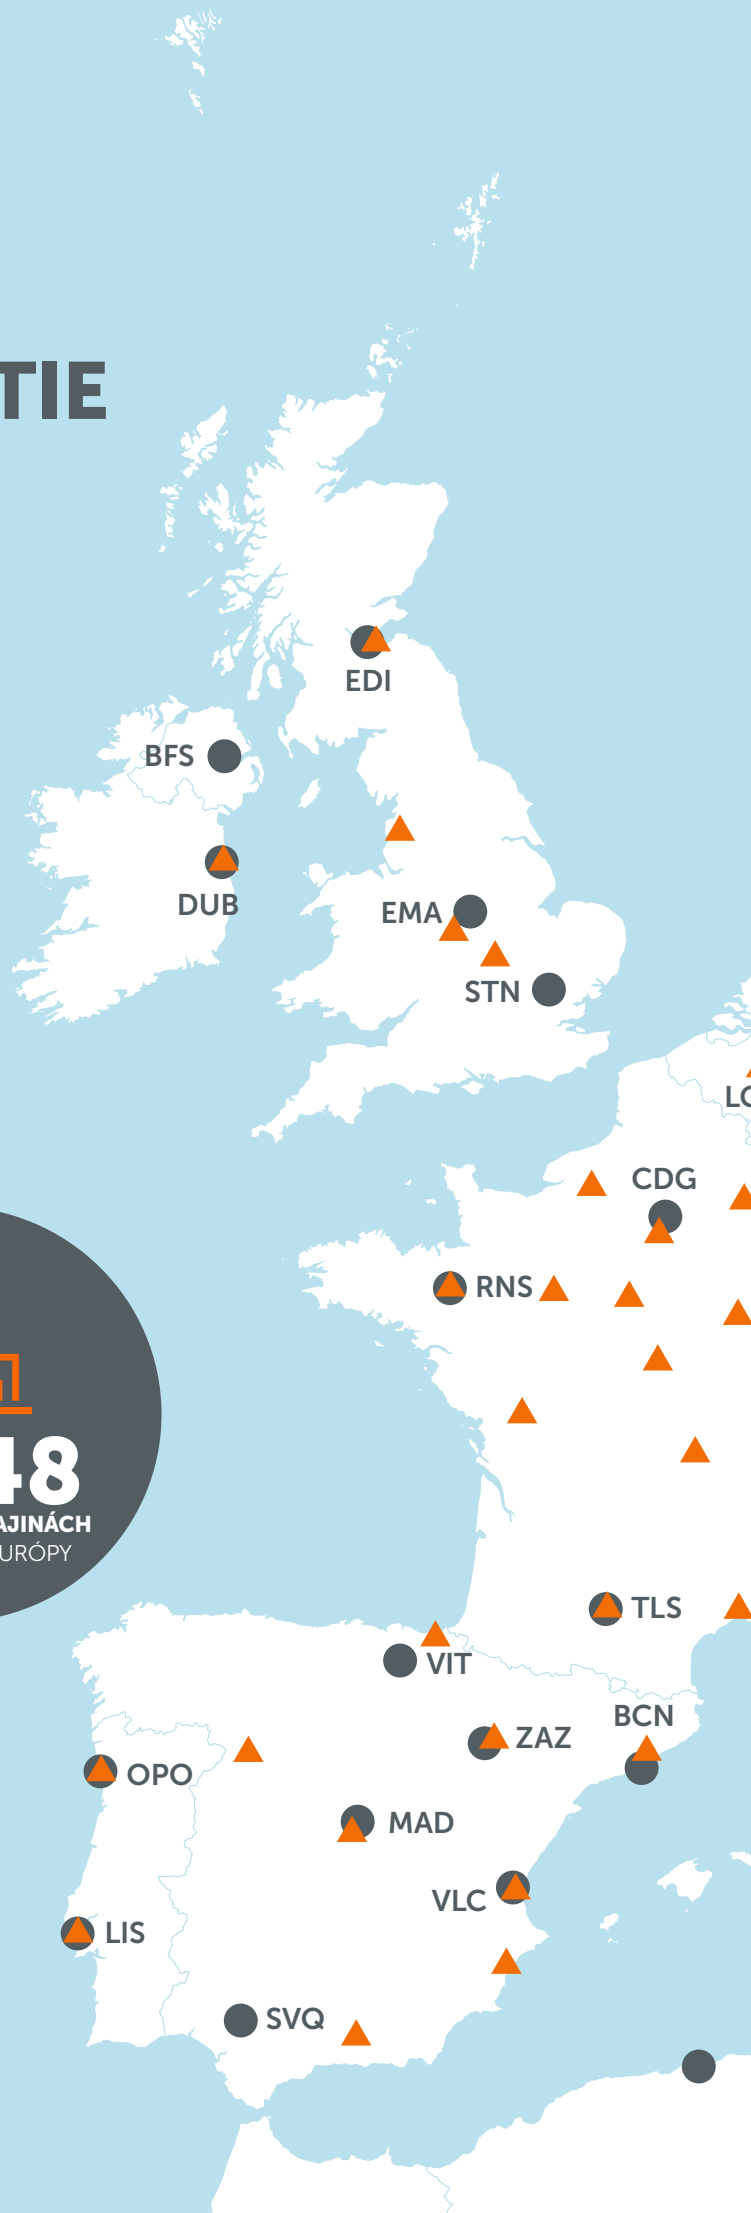 TIE
EDI
BFS
DUB
EMA
STN
LC
CDG
RNS
48
AJINÁCH
URÓPY
TLS
VIT
BCN
ZAZ
OPO
MAD
VLC
LIS
SVQ